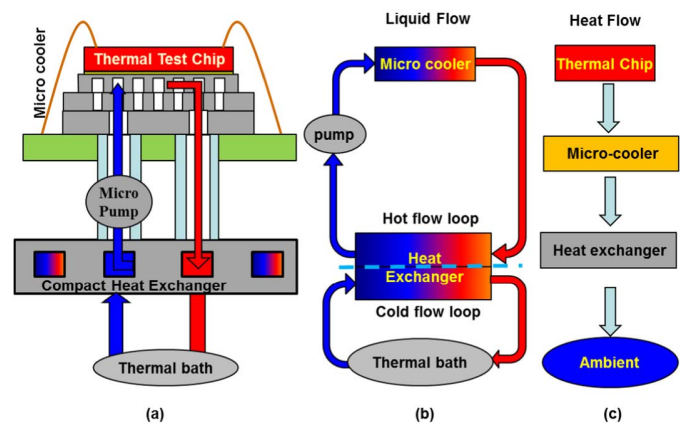 Micro cooler
Thermal Test Chip
Micro
Pump
Compact Heat Exchanger
Thermal bath
(a)
Liquid Flow
Micro cooler
pump
Hot flow loop
Heat
Exchanger
Cold flow loop
Thermal bath
(b)
Heat Flow
Thermal Chip
Micro-cooler
Heat exchanger
Ambient
(c)